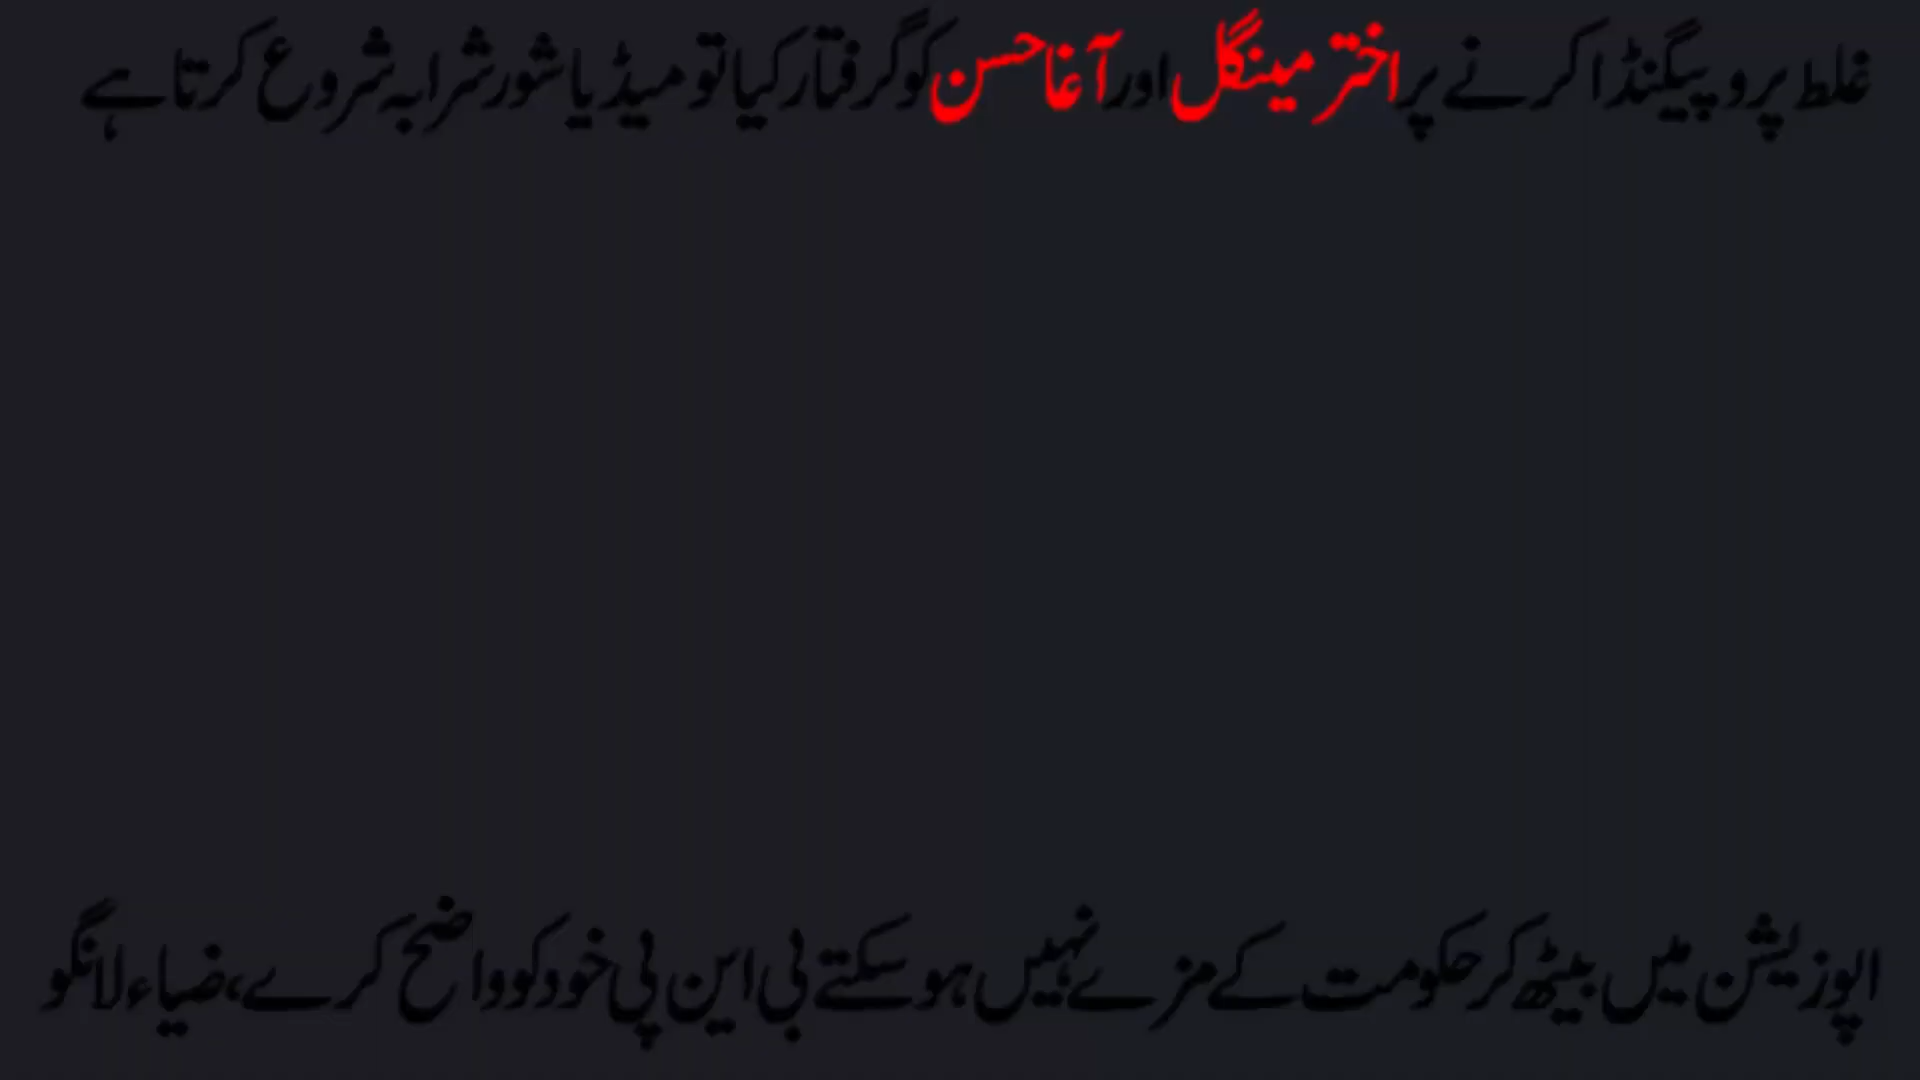 غلط پروپیگنڈا کرنے پر اختر مینگل اور آغا حسن کو گرفتار کیا تو میڈیا شور شرابہ شروع کرتا ہے
اپوزیشن میں بیٹھ کر حکومت کے مزے نہیں ہو سکتے بی این پی خود کو واضح کرے، ضیاء لانگو